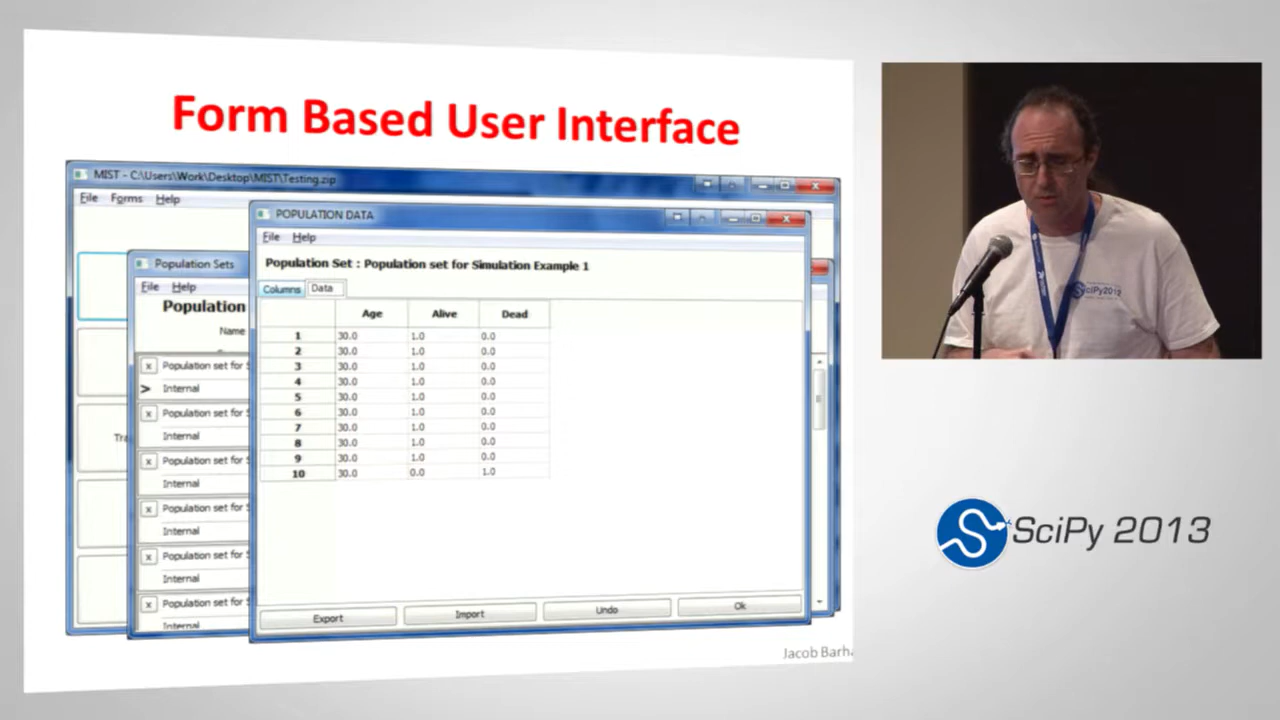 Form Based User Interface
MIST - C:\Users\Work\Desktop\MIST\Testing.zip
File Forms Help
POPULATION DATA
File Help
Population Set : Population set for Simulation Example 1
Columns Data
Age Alive Dead
1 30.0 1.0 0.0
2 30.0 1.0 0.0
3 30.0 1.0 0.0
4 30.0 1.0 0.0
5 30.0 1.0 0.0
6 30.0 1.0 0.0
7 30.0 1.0 0.0
8 30.0 1.0 0.0
9 30.0 1.0 0.0
10 30.0 0.0 1.0
Export Import Undo Ok
Population Sets
File Help
Population
Name
x Population set for
> Internal
x Population set for
Internal
x Population set for
Internal
x Population set for
Internal
x Population set for
Internal
x Population set for
Internal
Tra
Jacob Barha
SciPy2013
SciPy 2013